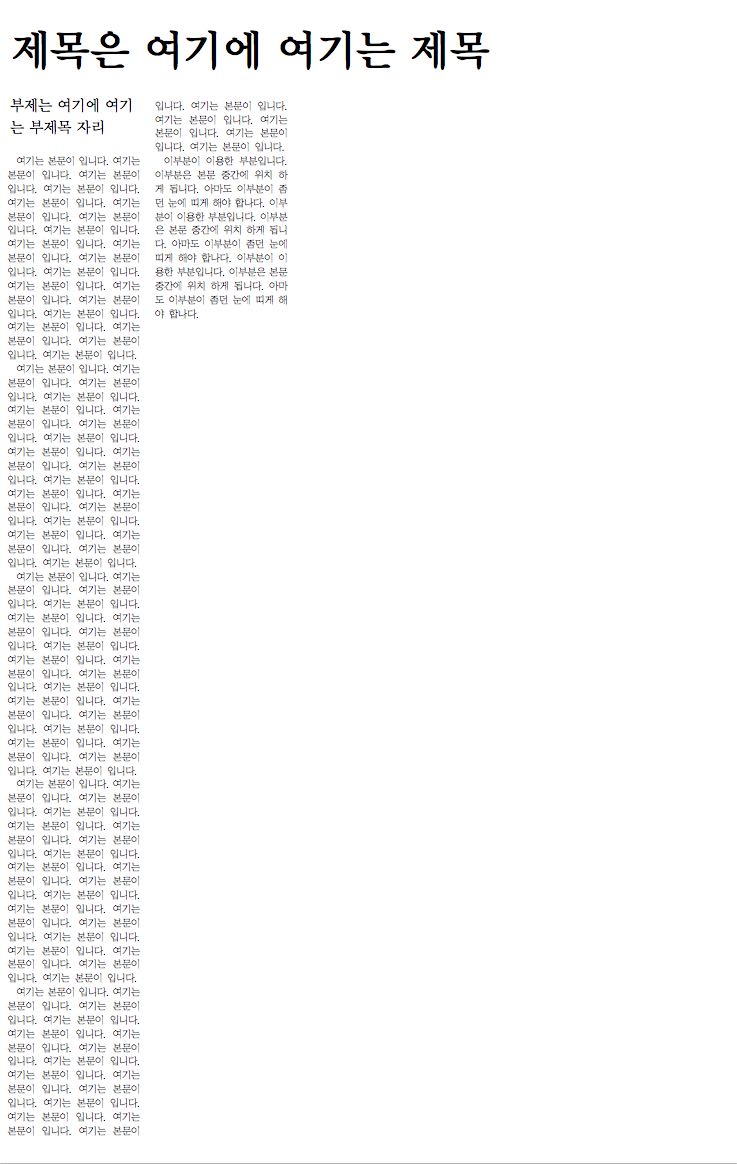 제목은 여기에 여기는 제목
부제는 여기에 여기
는 부제목 자리
여기는 본문이 입니다. 여기는
본문이 입니다. 여기는 본문이
입니다. 여기는 본문이 입니다.
여기는 본문이 입니다. 여기는
본문이 입니다. 여기는 본문이
입니다. 여기는 본문이 입니다.
여기는 본문이 입니다. 여기는
본문이 입니다. 여기는 본문이
입니다. 여기는 본문이 입니다.
여기는 본문이 입니다. 여기는
본문이 입니다. 여기는 본문이
입니다. 여기는 본문이 입니다.
여기는 본문이 입니다. 여기는
본문이 입니다. 여기는 본문이
입니다. 여기는 본문이 입니다.
여기는 본문이 입니다. 여기는
본문이 입니다. 여기는 본문이
입니다. 여기는 본문이 입니다.
여기는 본문이 입니다. 여기는
본문이 입니다. 여기는 본문이
입니다. 여기는 본문이 입니다.
여기는 본문이 입니다. 여기는
본문이 입니다. 여기는 본문이
입니다. 여기는 본문이 입니다.
여기는 본문이 입니다. 여기는
본문이 입니다. 여기는 본문이
입니다. 여기는 본문이 입니다.
여기는 본문이 입니다. 여기는
본문이 입니다. 여기는 본문이
입니다. 여기는 본문이 입니다.
여기는 본문이 입니다. 여기는
본문이 입니다. 여기는 본문이
입니다. 여기는 본문이 입니다.
여기는 본문이 입니다. 여기는
본문이 입니다. 여기는 본문이
입니다. 여기는 본문이 입니다.
여기는 본문이 입니다. 여기는
본문이 입니다. 여기는 본문이
입니다. 여기는 본문이 입니다.
여기는 본문이 입니다. 여기는
본문이 입니다. 여기는 본문이
입니다. 여기는 본문이 입니다.
여기는 본문이 입니다. 여기는
본문이 입니다. 여기는 본문이
입니다. 여기는 본문이 입니다.
여기는 본문이 입니다. 여기는
본문이 입니다. 여기는 본문이
입니다. 여기는 본문이 입니다.
여기는 본문이 입니다. 여기는
본문이 입니다. 여기는 본문이
입니다. 여기는 본문이 입니다.
여기는 본문이 입니다. 여기는
본문이 입니다. 여기는 본문이
입니다. 여기는 본문이 입니다.
여기는 본문이 입니다. 여기는
본문이 입니다. 여기는 본문이
입니다. 여기는 본문이 입니다.
여기는 본문이 입니다. 여기는
본문이 입니다. 여기는 본문이
입니다. 여기는 본문이 입니다.
여기는 본문이 입니다. 여기는
본문이 입니다. 여기는 본문이
입니다. 여기는 본문이 입니다.
여기는 본문이 입니다. 여기는
본문이 입니다. 여기는 본문이
입니다. 여기는 본문이 입니다.
여기는 본문이 입니다. 여기는
본문이 입니다. 여기는 본문이
입니다. 여기는 본문이 입니다.
여기는 본문이 입니다. 여기는
본문이 입니다. 여기는 본문이
입니다. 여기는 본문이 입니다.
여기는 본문이 입니다. 여기는
본문이 입니다. 여기는 본문이
입니다. 여기는 본문이 입니다.
이부분이 이용한 부분입니다.
이부분은 본문 중간에 위치 하
게 됩니다. 아마도 이부분이 좀
던 눈에 띠게 해야 합나다. 이부
분이 이용한 부분입니다. 이부분
은 본문 중간에 위치 하게 됩니
다. 아마도 이부분이 좀던 눈에
띠게 해야 합나다. 이부분이 이
용한 부분입니다. 이부분은 본문
중간에 위치 하게 됩니다. 아마
도 이부분이 좀던 눈에 띠게 해
야 합나다.